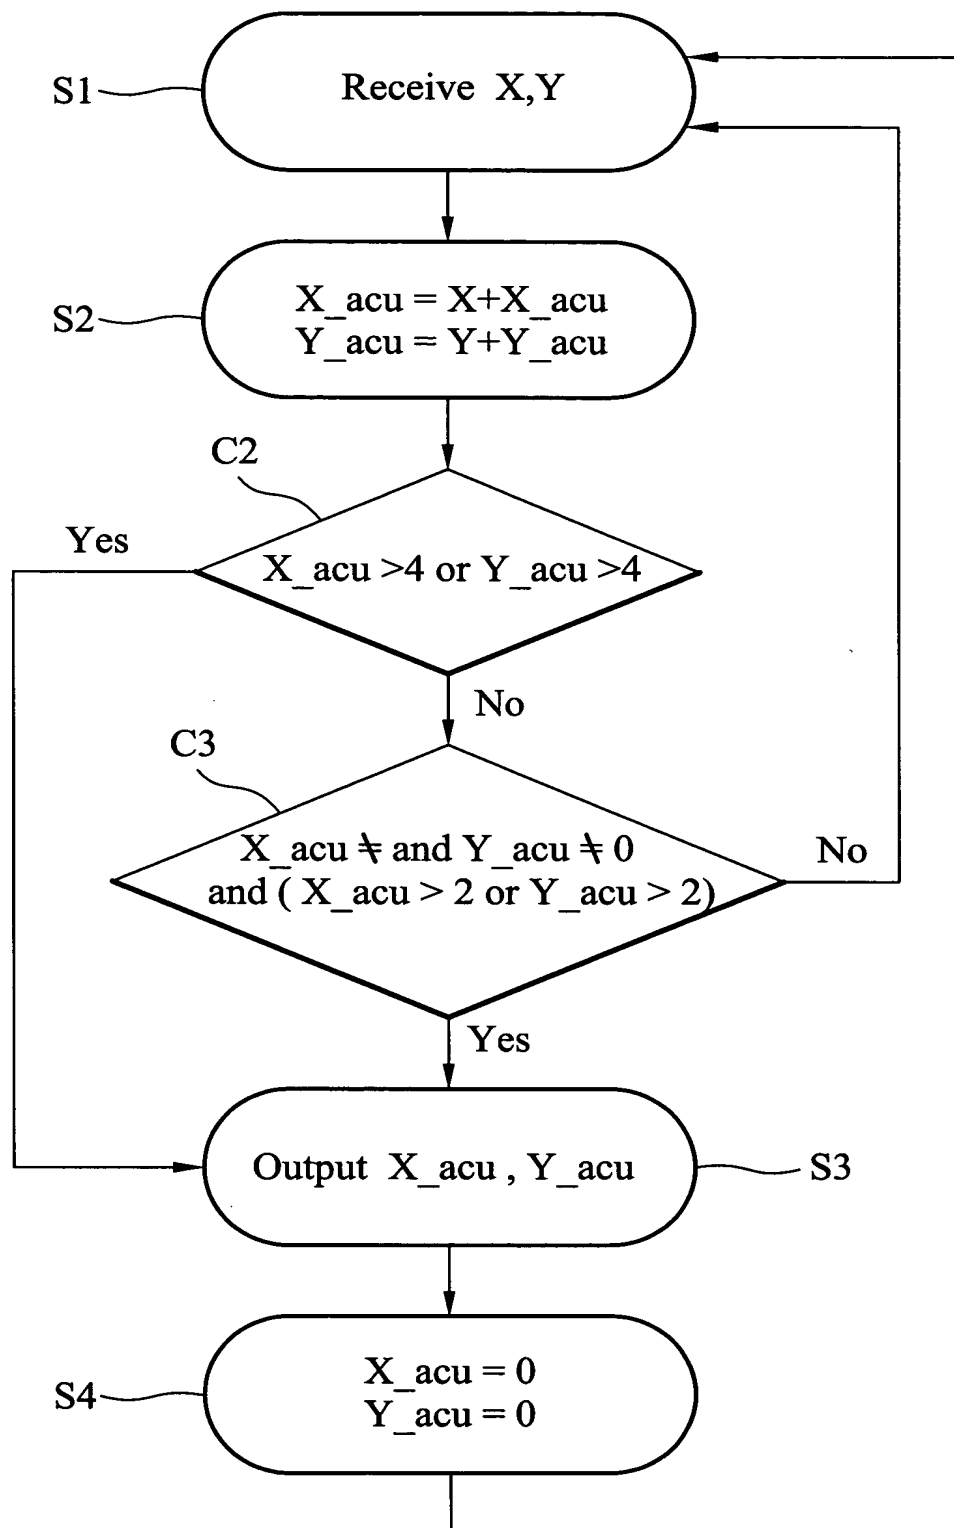 S1
Receive X,Y
S2
X_acu = X+X_acu
Y_acu = Y+Y_acu
C2
Yes
X_acu >4 or Y_acu >4
No
C3
X_acu ≠ and Y_acu ≠ 0
and ( X_acu > 2 or Y_acu > 2)
No
Yes
Output X_acu , Y_acu
S3
S4
X_acu = 0
Y_acu = 0